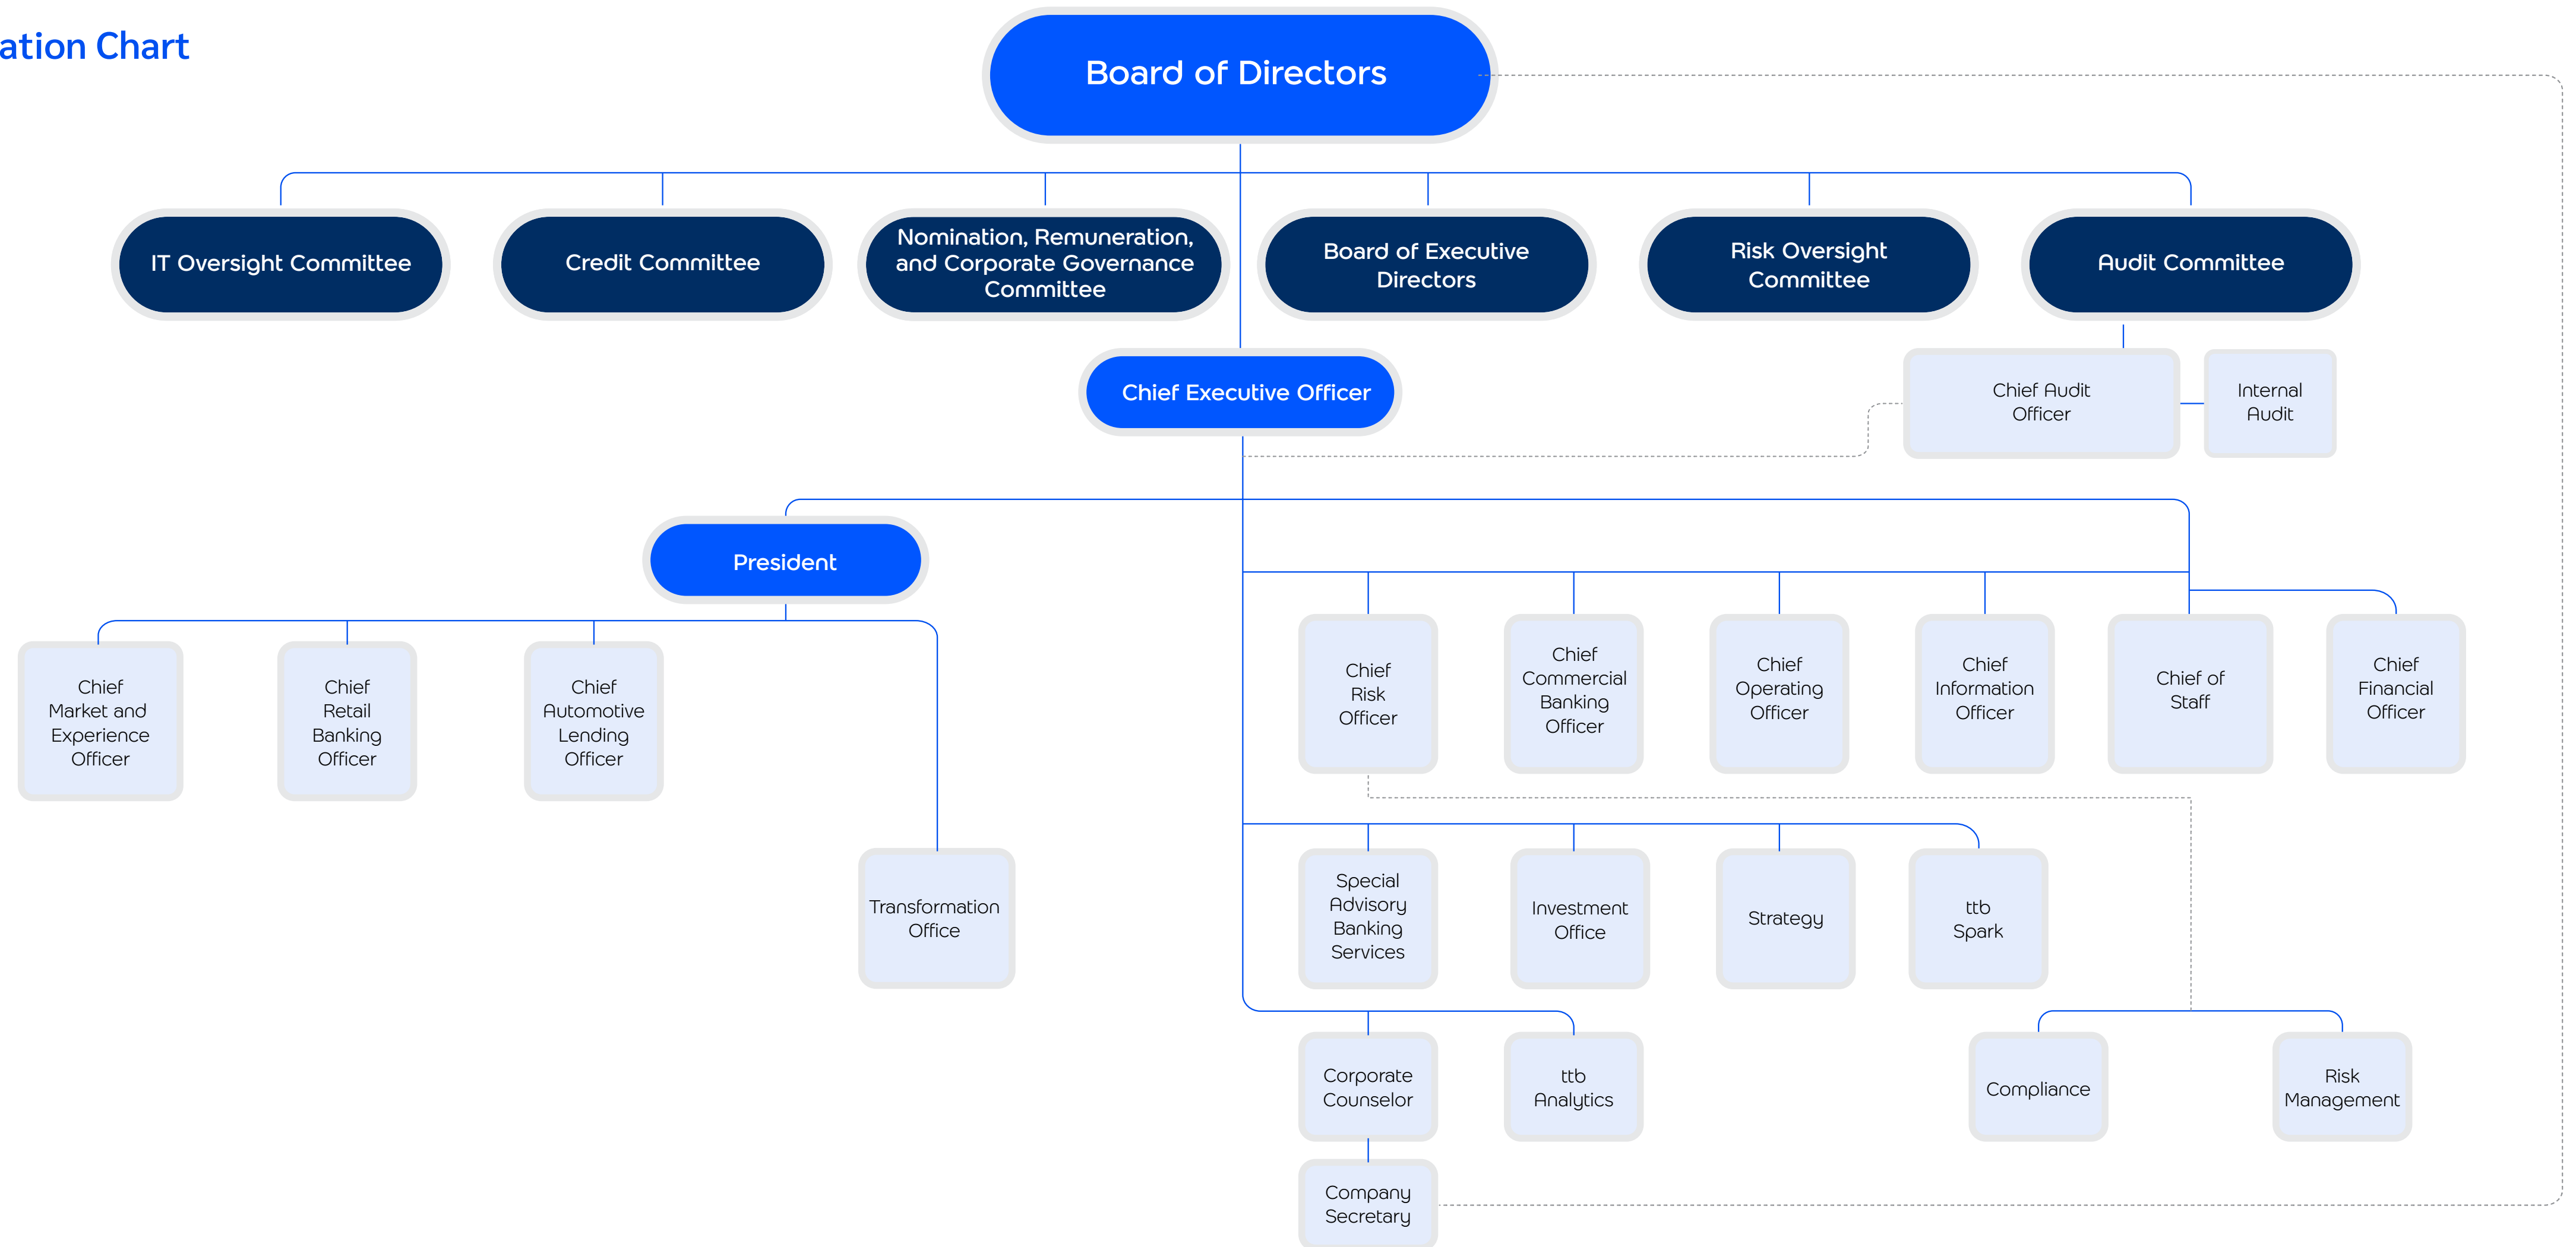 ation Chart
Board of Directors
IT Oversight Committee
Credit Committee
Nomination, Remuneration,
and Corporate Governance
Committee
Board of Executive
Directors
Risk Oversight
Committee
Audit Committee
Chief Executive Officer
Chief Audit
Officer
Internal
Audit
President
Chief
Market and
Experience
Officer
Chief
Retail
Banking
Officer
Chief
Automotive
Lending
Officer
Chief
Risk
Officer
Chief
Commercial
Banking
Officer
Chief
Operating
Officer
Chief
Information
Officer
Chief of
Staff
Chief
Financial
Officer
Transformation
Office
Special
Advisory
Banking
Services
Investment
Office
Strategy
ttb
Spark
Corporate
Counselor
ttb
Analytics
Compliance
Risk
Management
Company
Secretary